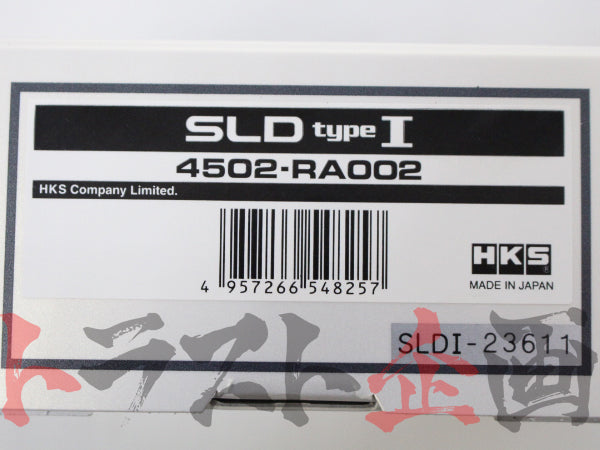 SLD type I
4502-RA002
HKS Company Limited.
4 957266 548257
HKS
MADE IN JAPAN
SLDI-23611
トラスト企画